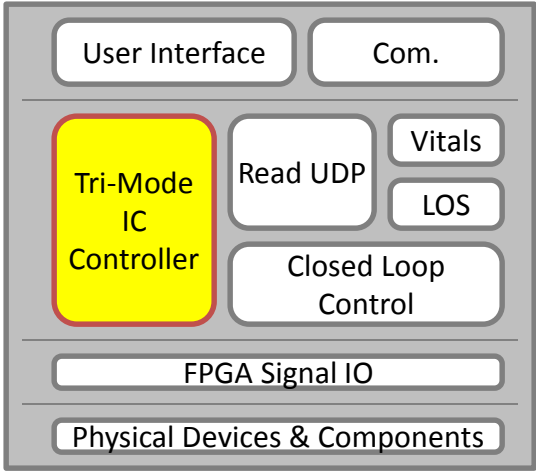 User Interface
Com.
Tri-Mode
IC
Controller
Read UDP
Vitals
LOS
Closed Loop
Control
FPGA Signal IO
Physical Devices & Components